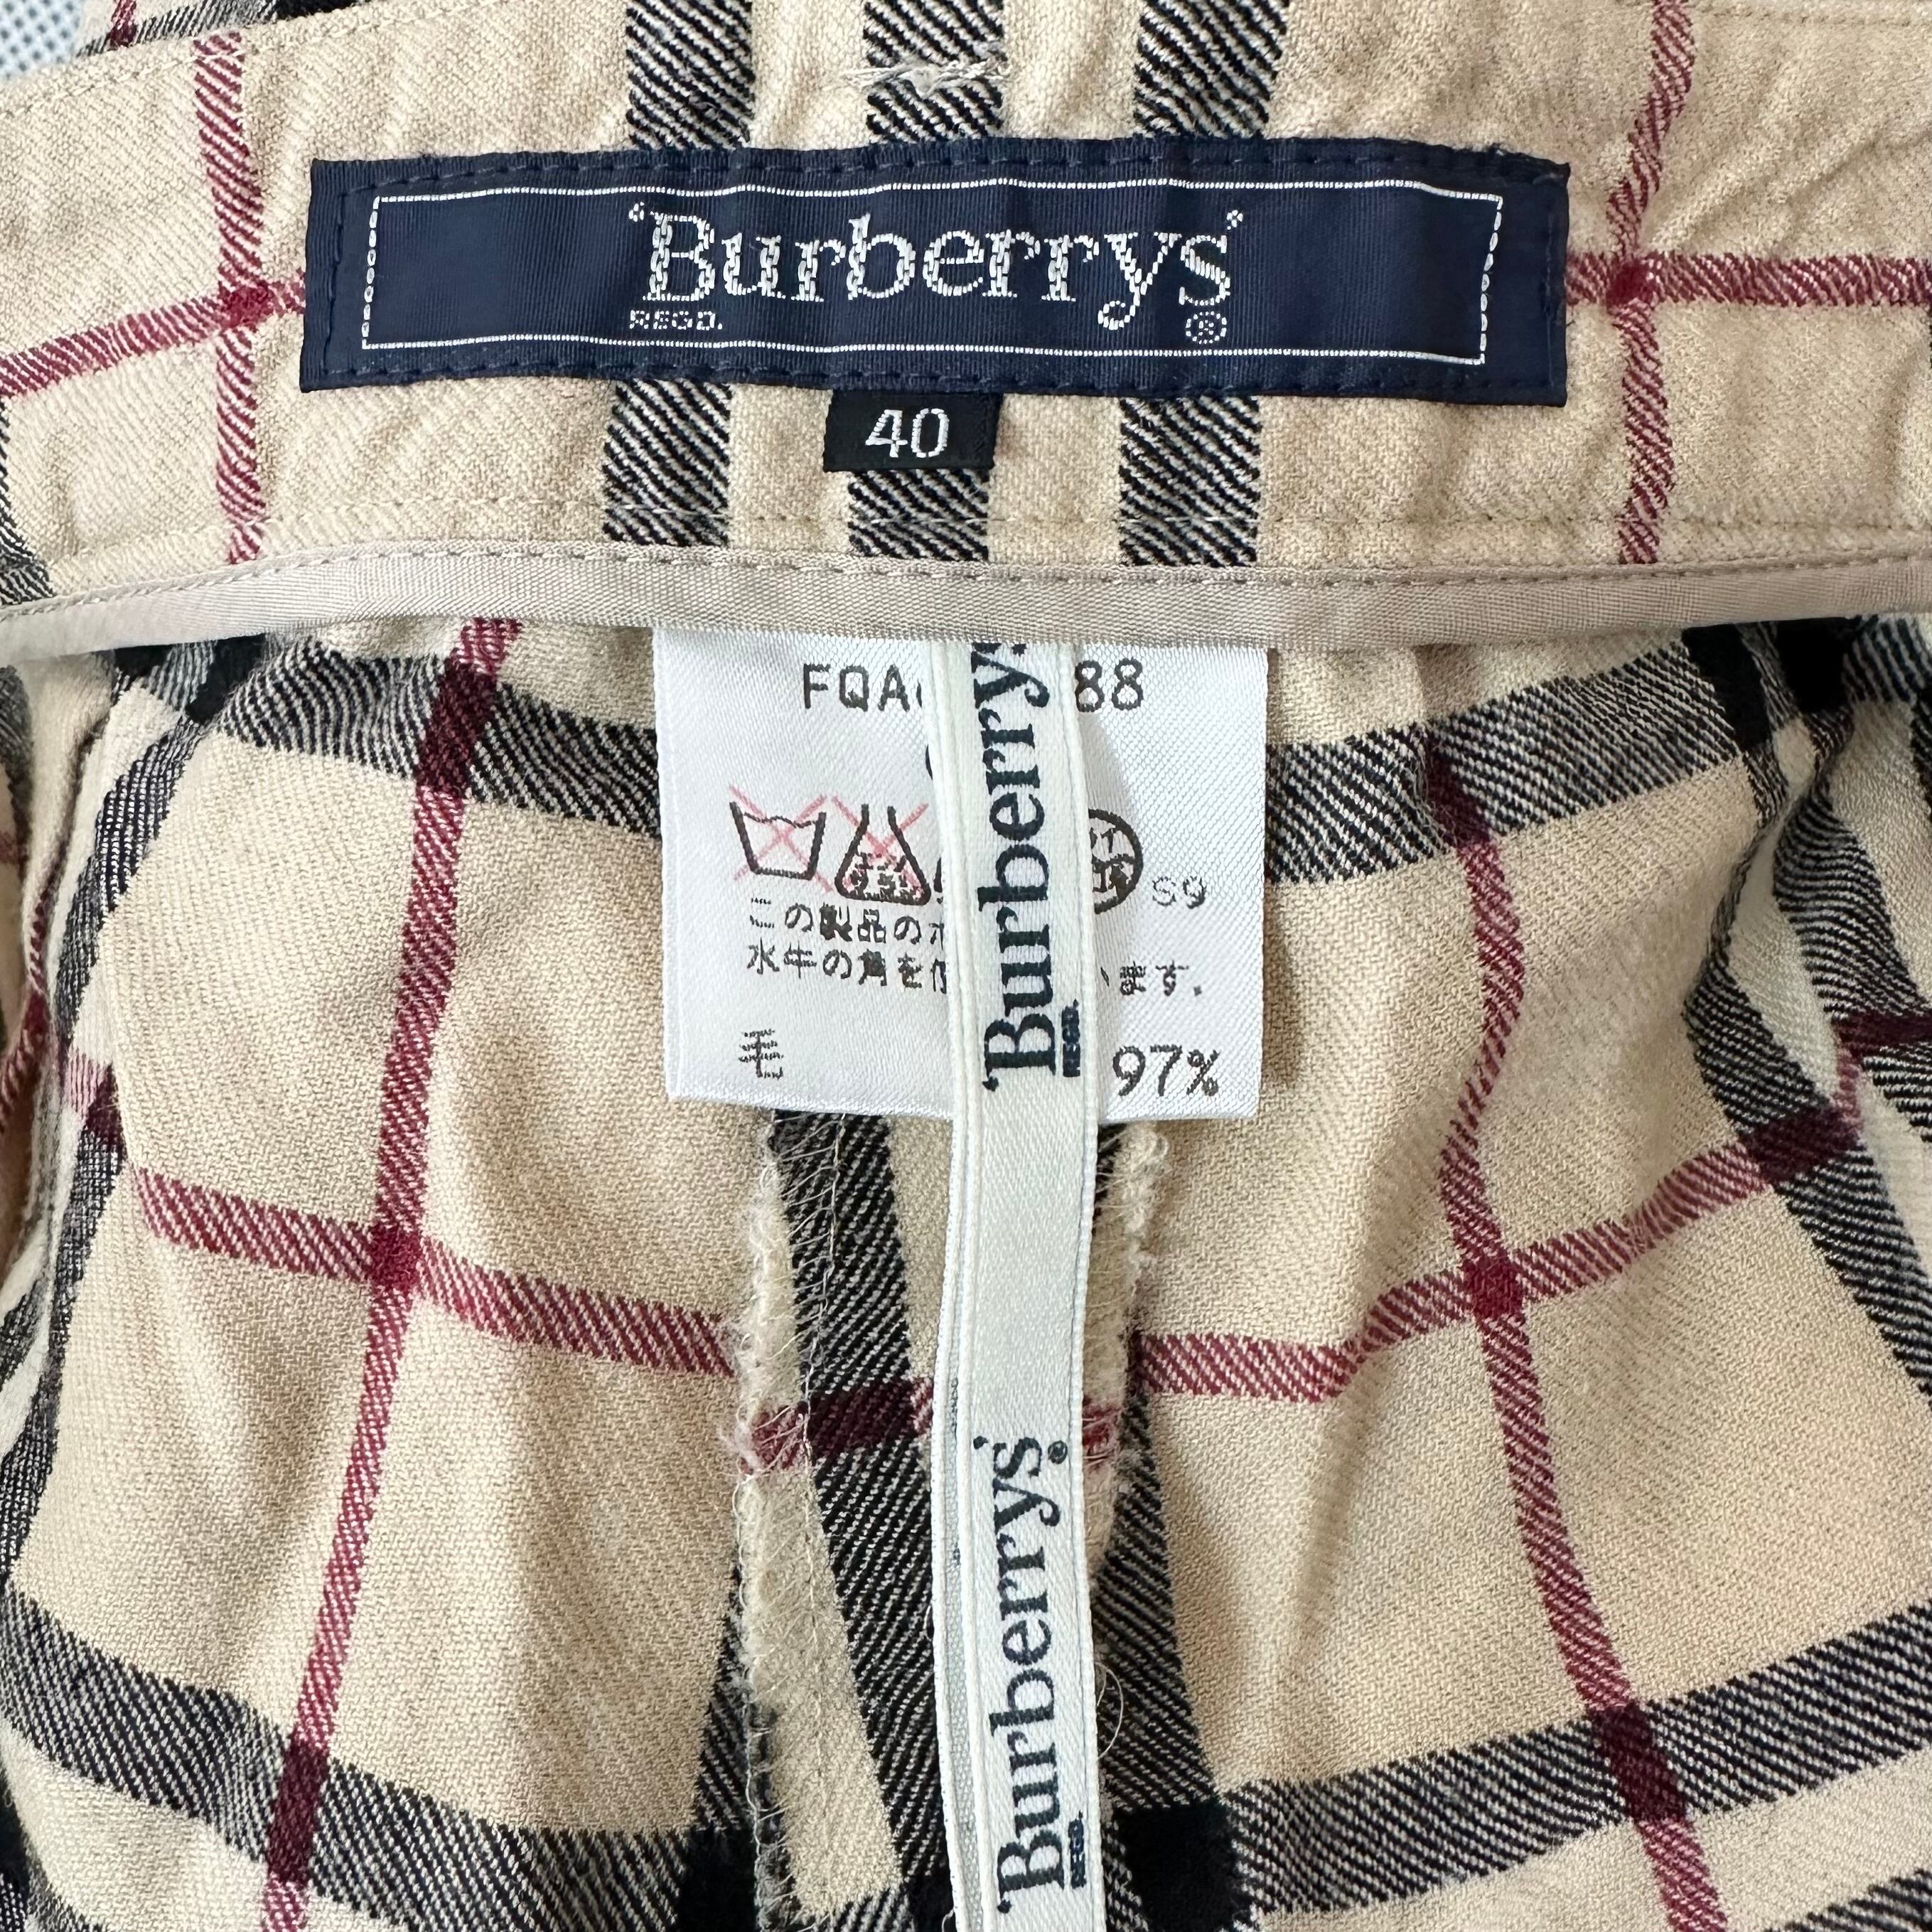 'Burberrys'
REGD. ®
40
FQA 88
S9
この製品の
水牛の角を ます.
毛 97%
'Burberrys
REGD.
'Burberrys' ®
REGD.